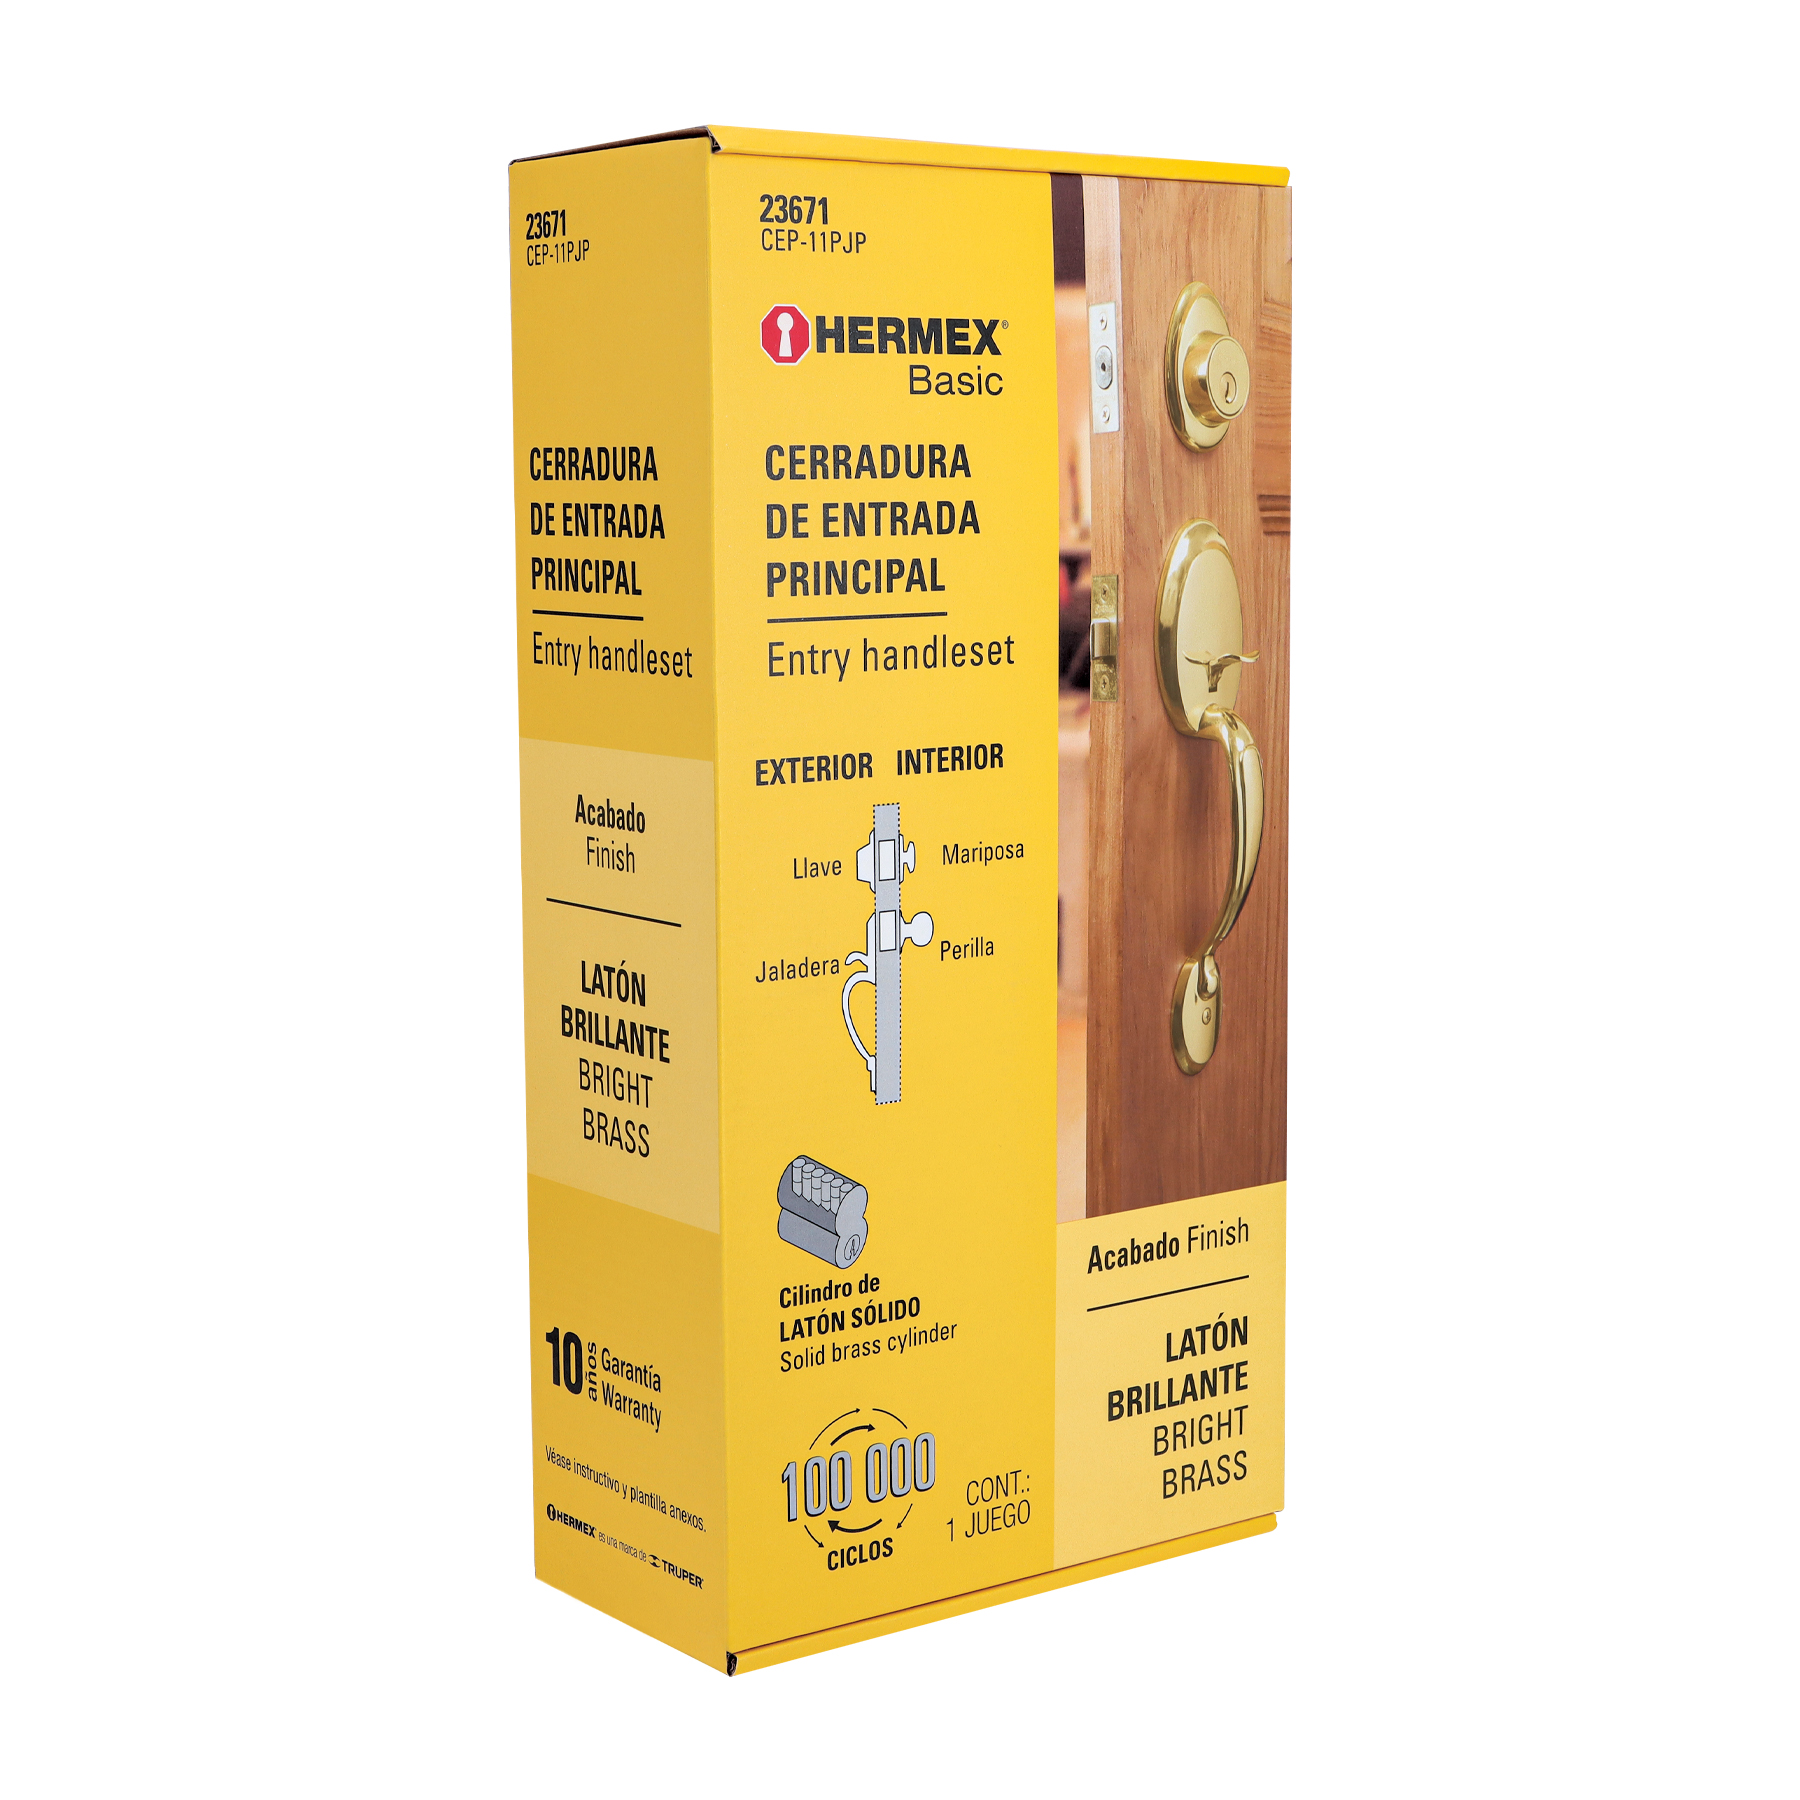 23671
CEP-11PJP
CERRADURA
DE ENTRADA
PRINCIPAL
Entry handleset
Acabado
Finish
LATÓN
BRILLANTE
BRIGHT
BRASS
10 años Garantía
Warranty
Véase instructivo y plantilla anexos.
HERMEX® es una marca de TRUPER®
23671
CEP-11PJP
HERMEX®
Basic
CERRADURA
DE ENTRADA
PRINCIPAL
Entry handleset
EXTERIOR INTERIOR
Llave Mariposa
Jaladera Perilla
Cilindro de
LATÓN SÓLIDO
Solid brass cylinder
100 000
CICLOS
CONT.:
1 JUEGO
Acabado Finish
LATÓN
BRILLANTE
BRIGHT
BRASS